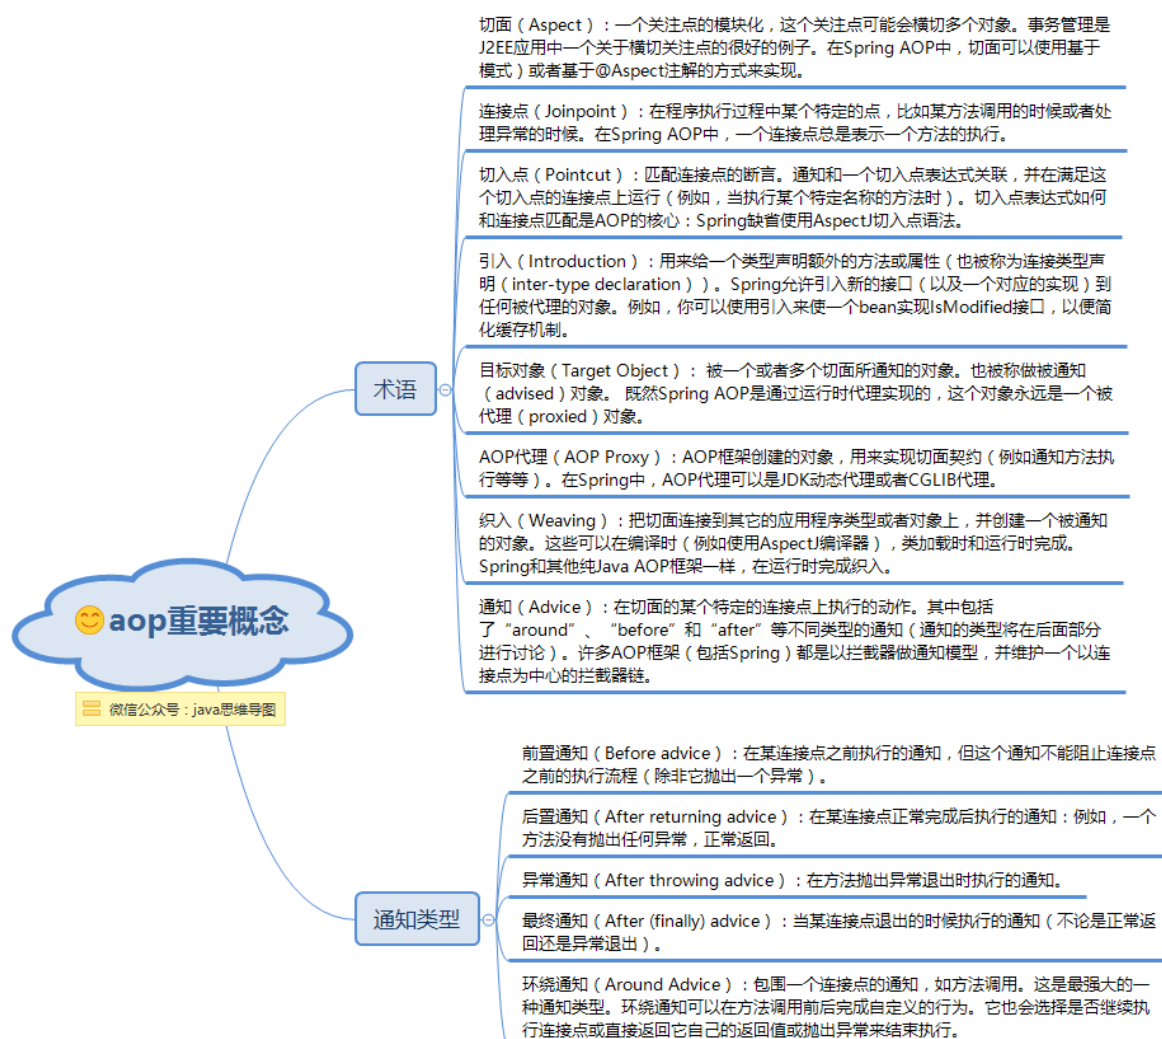 切面（Aspect）：一个关注点的模块化，这个关注点可能会横切多个对象。事务管理是
J2EE应用中一个关于横切关注点的很好的例子。在Spring AOP中，切面可以使用基于
模式）或者基于@Aspect注解的方式来实现。
连接点（Joinpoint）：在程序执行过程中某个特定的点，比如某方法调用的时候或者处
理异常的时候。在Spring AOP中，一个连接点总是表示一个方法的执行。
切入点（Pointcut）：匹配连接点的断言。通知和一个切入点表达式关联，并在满足这
个切入点的连接点上运行（例如，当执行某个特定名称的方法时）。切入点表达式如何
和连接点匹配是AOP的核心：Spring缺省使用AspectJ切入点语法。
引入（Introduction）：用来给一个类型声明额外的方法或属性（也被称为连接类型声
明（inter-type declaration））。Spring允许引入新的接口（以及一个对应的实现）到
任何被代理的对象。例如，你可以使用引入来使一个bean实现IsModified接口，以便简
化缓存机制。
术语
目标对象（Target Object）： 被一个或者多个切面所通知的对象。也被称做被通知
（advised）对象。 既然Spring AOP是通过运行时代理实现的，这个对象永远是一个被
代理（proxied）对象。
AOP代理（AOP Proxy）：AOP框架创建的对象，用来实现切面契约（例如通知方法执
行等等）。在Spring中，AOP代理可以是JDK动态代理或者CGLIB代理。
织入（Weaving）：把切面连接到其它的应用程序类型或者对象上，并创建一个被通知
的对象。这些可以在编译时（例如使用AspectJ编译器），类加载时和运行时完成。
Spring和其他纯Java AOP框架一样，在运行时完成织入。
通知（Advice）：在切面的某个特定的连接点上执行的动作。其中包括
了“around”、“before”和“after”等不同类型的通知（通知的类型将在后面部分
进行讨论）。许多AOP框架（包括Spring）都是以拦截器做通知模型，并维护一个以连
接点为中心的拦截器链。
aop重要概念
微信公众号：java思维导图
前置通知（Before advice）：在某连接点之前执行的通知，但这个通知不能阻止连接点
之前的执行流程（除非它抛出一个异常）。
后置通知（After returning advice）：在某连接点正常完成后执行的通知：例如，一个
方法没有抛出任何异常，正常返回。
异常通知（After throwing advice）：在方法抛出异常退出时执行的通知。
通知类型
最终通知（After (finally) advice）：当某连接点退出的时候执行的通知（不论是正常返
回还是异常退出）。
环绕通知（Around Advice）：包围一个连接点的通知，如方法调用。这是最强大的一
种通知类型。环绕通知可以在方法调用前后完成自定义的行为。它也会选择是否继续执
行连接点或直接返回它自己的返回值或抛出异常来结束执行。